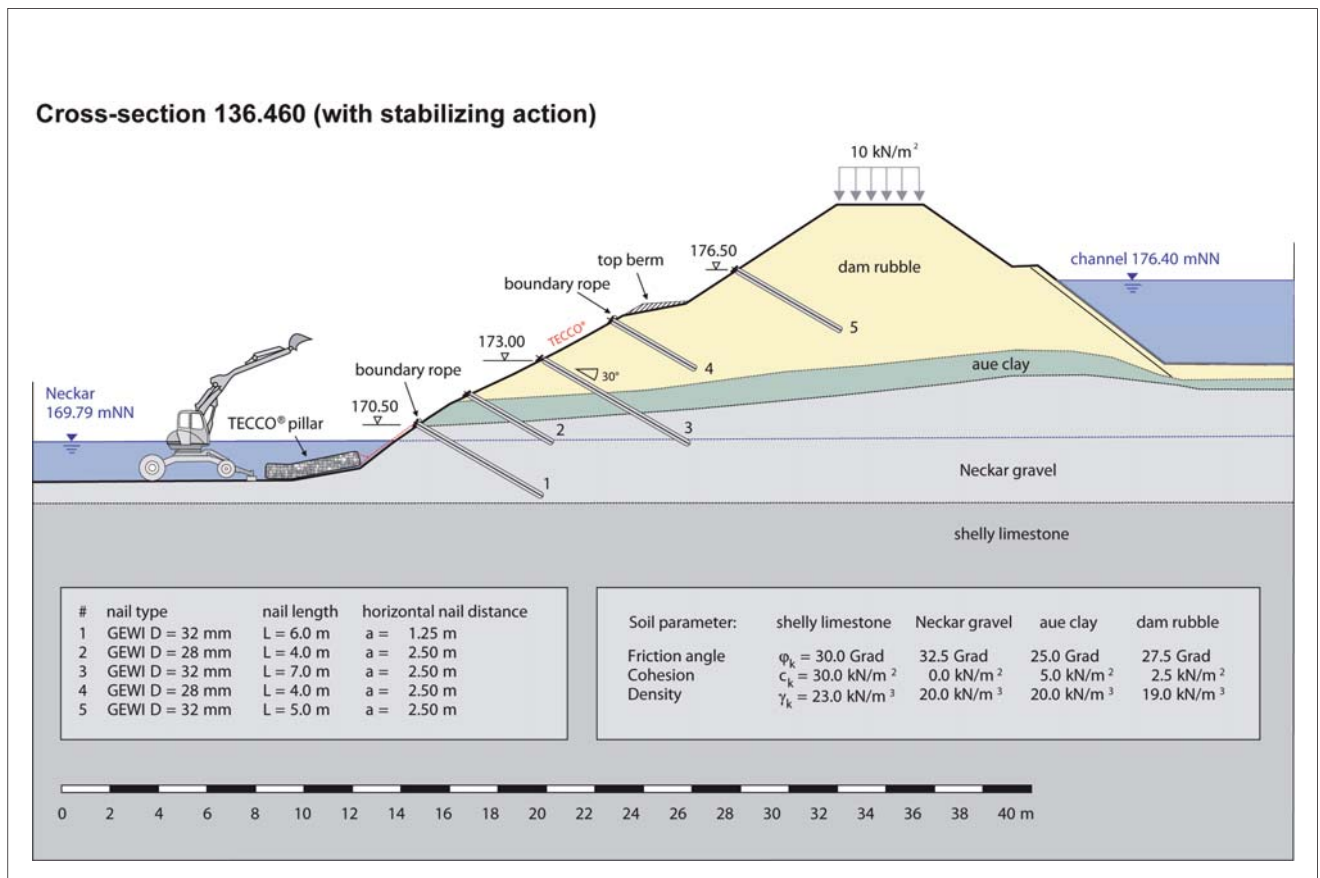 Cross-section 136.460 (with stabilizing action)
10 kN/m²
176.50
top berm
boundary rope
dam rubble
channel 176.40 mNN
TECCO®
5
173.00
4
30°
aue clay
boundary rope
Neckar
169.79 mNN
170.50
TECCO® pillar
2
3
1
Neckar gravel
shelly limestone
# nail type nail length horizontal nail distance
1 GEWI D = 32 mm L = 6.0 m a = 1.25 m
2 GEWI D = 28 mm L = 4.0 m a = 2.50 m
3 GEWI D = 32 mm L = 7.0 m a = 2.50 m
4 GEWI D = 28 mm L = 4.0 m a = 2.50 m
5 GEWI D = 32 mm L = 5.0 m a = 2.50 m
Soil parameter: shelly limestone Neckar gravel aue clay dam rubble
Friction angle φk = 30.0 Grad 32.5 Grad 25.0 Grad 27.5 Grad
Cohesion ck = 30.0 kN/m² 0.0 kN/m² 5.0 kN/m² 2.5 kN/m²
Density γk = 23.0 kN/m³ 20.0 kN/m³ 20.0 kN/m³ 19.0 kN/m³
0 2 4 6 8 10 12 14 16 18 20 22 24 26 28 30 32 34 36 38 40 m